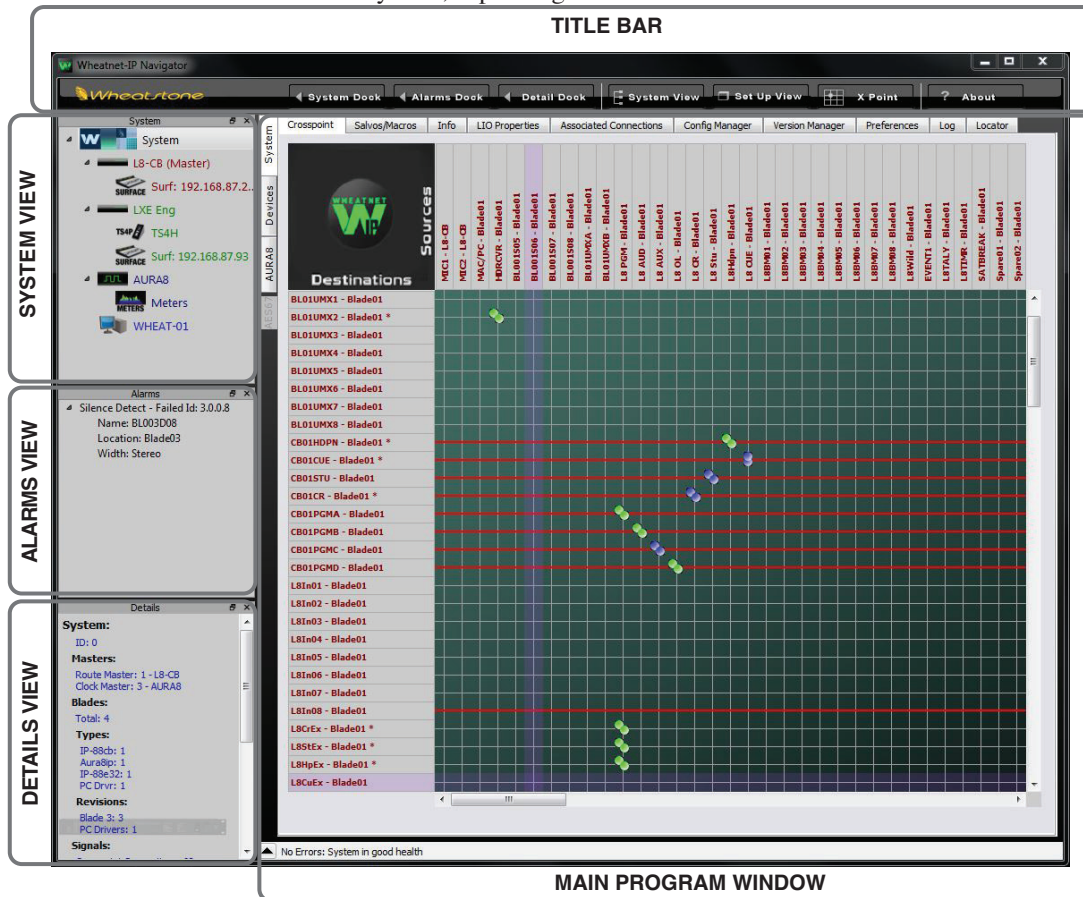 TITLE BAR
Wheatnet-IP Navigator
Wheatstone
System Dock
Alarms Dock
Detail Dock
System View
Set Up View
X Point
? About
SYSTEM VIEW
System
System
L8-CB (Master)
SURFACE Surf: 192.168.87.2..
LXE Eng
TS4P TS4H
SURFACE Surf: 192.168.87.93
AURA8
METERS Meters
WHEAT-01
ALARMS VIEW
Alarms
Silence Detect - Failed Id: 3.0.0.8
Name: BL003D08
Location: Blade03
Width: Stereo
DETAILS VIEW
Details
System:
ID: 0
Masters:
Route Master: 1 - L8-CB
Clock Master: 3 - AURA8
Blades:
Total: 4
Types:
IP-88cb: 1
Aura8ip: 1
IP-88e32: 1
PC Drvr: 1
Revisions:
Blade 3: 3
PC Drivers: 1
Signals:
System
Devices
AURA8
AES67
Crosspoint
Salvos/Macros
Info
LIO Properties
Associated Connections
Config Manager
Version Manager
Preferences
Log
Locator
WHEATNET
IP
Sources
Destinations
MIC1 - L8-CB
MIC2 - L8-CB
MAC/PC - Blade01
HDRCVR - Blade01
BL001S05 - Blade01
BL001S06 - Blade01
BL001S07 - Blade01
BL001S08 - Blade01
BL01UMXA - Blade01
BL01UMXB - Blade01
L8 PGM - Blade01
L8 AUD - Blade01
L8 AUX - Blade01
L8 OL - Blade01
L8 CR - Blade01
L8 Stu - Blade01
L8Hdpn - Blade01
L8 CUE - Blade01
L8BM01 - Blade01
L8BM02 - Blade01
L8BM03 - Blade01
L8BM04 - Blade01
L8BM05 - Blade01
L8BM06 - Blade01
L8BM07 - Blade01
L8BM08 - Blade01
L8Wild - Blade01
EVENT1 - Blade01
L8TALY - Blade01
L8TIMR - Blade01
SATBREAK - Blade01
Spare01 - Blade01
Spare02 - Blade01
BL01UMX1 - Blade01
BL01UMX2 - Blade01 *
BL01UMX3 - Blade01
BL01UMX4 - Blade01
BL01UMX5 - Blade01
BL01UMX6 - Blade01
BL01UMX7 - Blade01
BL01UMX8 - Blade01
CB01HDPN - Blade01 *
CB01CUE - Blade01 *
CB01STU - Blade01
CB01CR - Blade01 *
CB01PGMA - Blade01
CB01PGMB - Blade01
CB01PGMC - Blade01
CB01PGMD - Blade01
L8In01 - Blade01
L8In02 - Blade01
L8In03 - Blade01
L8In04 - Blade01
L8In05 - Blade01
L8In06 - Blade01
L8In07 - Blade01
L8In08 - Blade01
L8CrEx - Blade01 *
L8StEx - Blade01 *
L8HpEx - Blade01 *
L8CuEx - Blade01
No Errors: System in good health
MAIN PROGRAM WINDOW